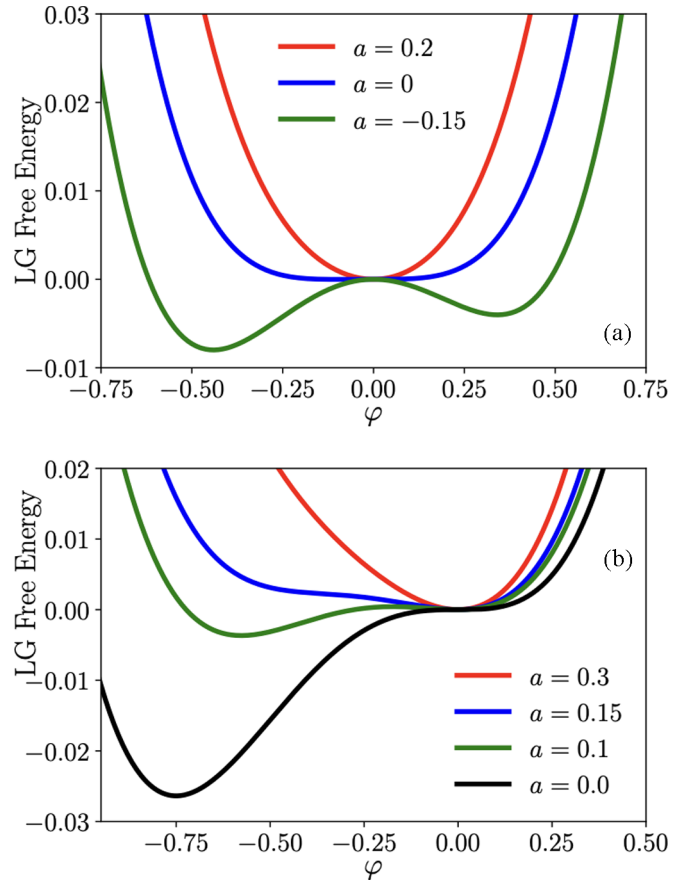 0.03
0.02
0.01
0.00
−0.01
LG Free Energy
a = 0.2
a = 0
a = −0.15
(a)
−0.75
−0.50
−0.25
0.00
0.25
0.50
0.75
φ
0.02
0.01
0.00
−0.01
−0.02
−0.03
LG Free Energy
(b)
a = 0.3
a = 0.15
a = 0.1
a = 0.0
−0.75
−0.50
−0.25
0.00
0.25
0.50
φ